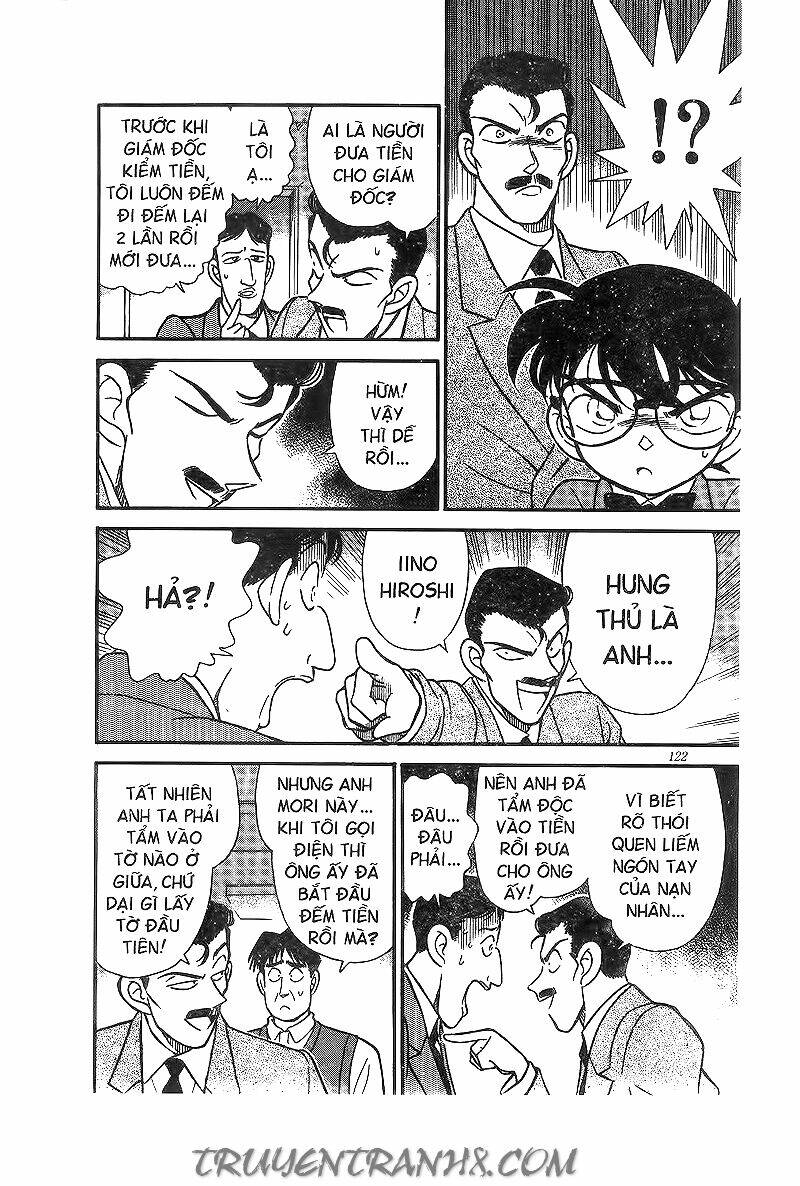 !?
AI LÀ NGƯỜI
ĐƯA TIỀN
CHO GIÁM
ĐỐC?
LÀ
TÔI
Ạ...
TRƯỚC KHI
GIÁM ĐỐC
KIỂM TIỀN,
TÔI LUÔN ĐẾM
ĐI ĐẾM LẠI
2 LẦN RỒI
MỚI ĐƯA...
HỪM!
VẬY
THÌ DỄ
RỒI...
HUNG
THỦ LÀ
ANH...
IINO
HIROSHI
!
HẢ?!
122
VÌ BIẾT
RÕ THÓI
QUEN LIẾM
NGÓN TAY
CỦA NẠN
NHÂN...
NÊN ANH ĐÃ
TẨM ĐỘC
VÀO TIỀN
RỒI ĐƯA
CHO ÔNG
ẤY!
ĐÂU...
ĐÂU
PHẢI...
NHƯNG ANH
MORI NÀY...
KHI TÔI GỌI
ĐIỆN THÌ
ÔNG ẤY ĐÃ
BẮT ĐẦU
ĐẾM TIỀN
RỒI MÀ?
TẤT NHIÊN
ANH TA PHẢI
TẨM VÀO
TỜ NÀO Ở
GIỮA, CHỨ
DẠI GÌ LẤY
TỜ ĐẦU
TIÊN!
TRUYENTRANH8.COM